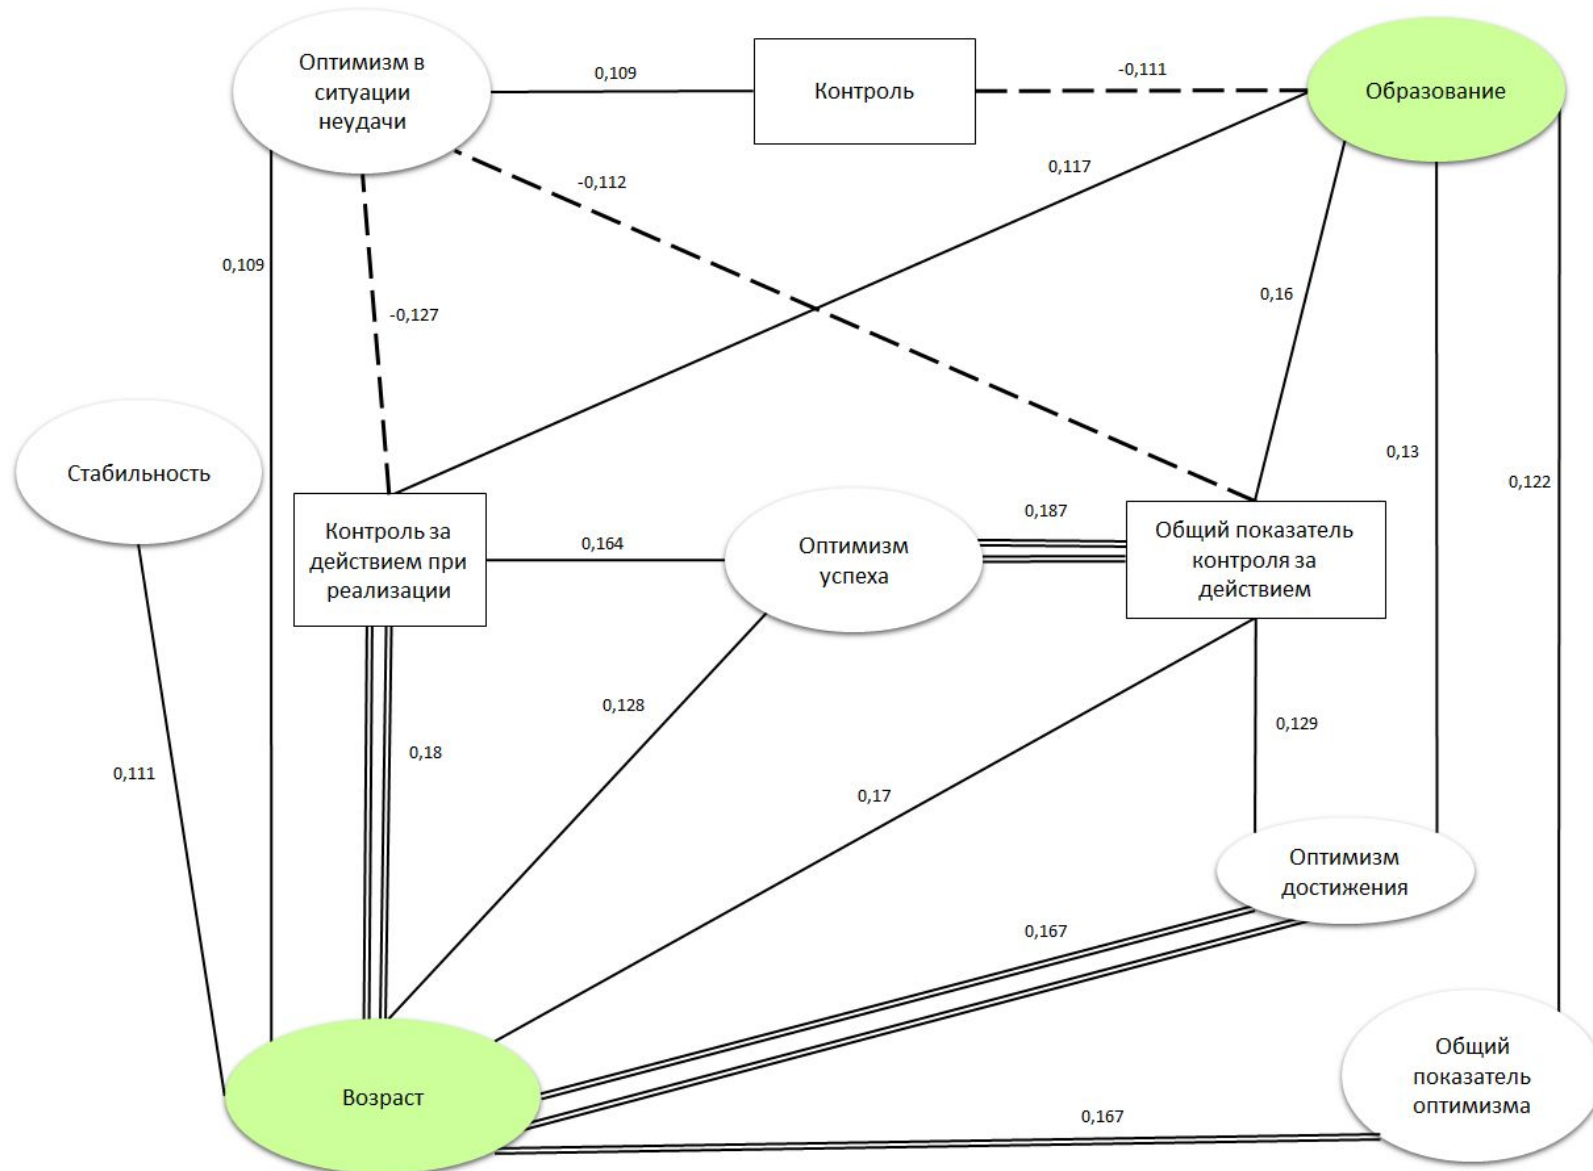 Оптимизм в
ситуации
неудачи
0,109
Контроль
-0,111
Образование
-0,112
0,117
0,109
-0,127
0,16
Стабильность
0,13
0,122
Контроль за
действием при
реализации
0,164
Оптимизм
успеха
0,187
Общий показатель
контроля за
действием
0,111
0,18
0,128
0,17
0,129
Оптимизм
достижения
0,167
Возраст
0,167
Общий
показатель
оптимизма